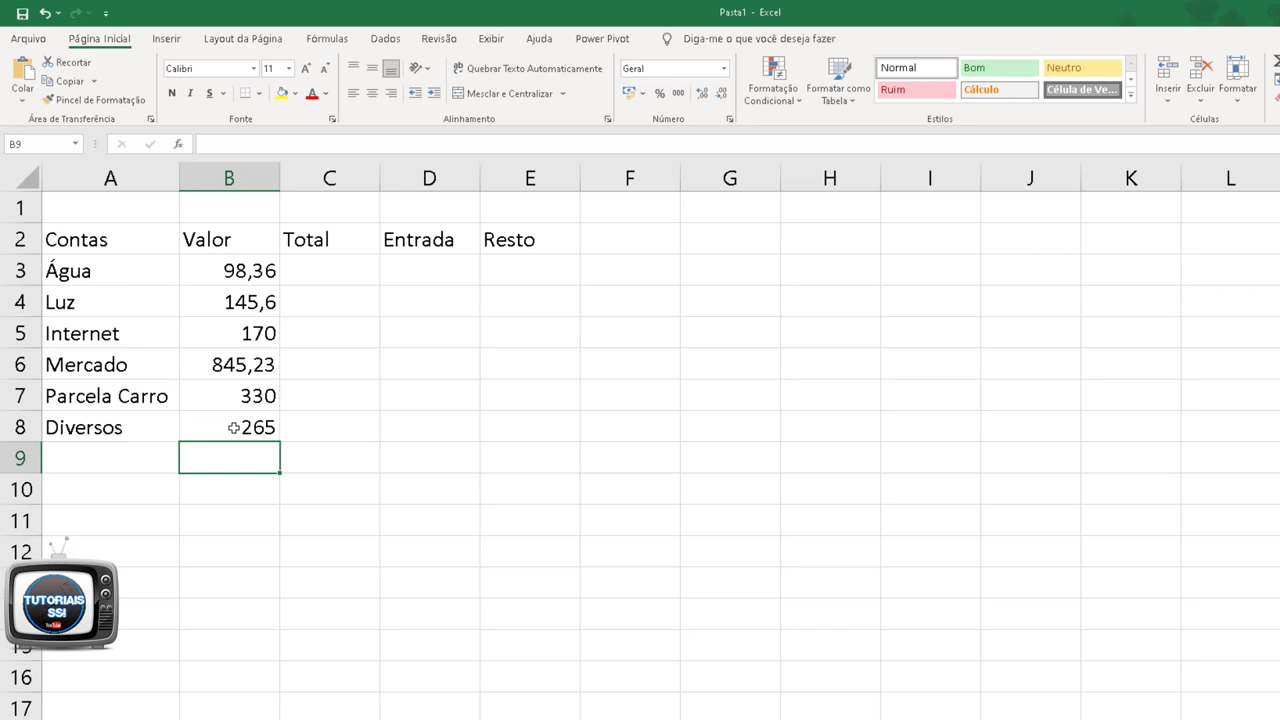 Pasta1 - Excel
Arquivo Página Inicial Inserir Layout da Página Fórmulas Dados Revisão Exibir Ajuda Power Pivot Diga-me o que você deseja fazer
Colar
Recortar
Copiar
Pincel de Formatação
Área de Transferência
Calibri 11
N I S
Fonte
Quebrar Texto Automaticamente
Mesclar e Centralizar
Alinhamento
Geral
% 000
Número
Formatação Condicional
Formatar como Tabela
Normal Bom Neutro
Ruim Cálculo Célula de Ve...
Estilos
Inserir Excluir Formatar
Células
B9 fx
A B C D E F G H I J K L
1
2 Contas Valor Total Entrada Resto
3 Água 98,36
4 Luz 145,6
5 Internet 170
6 Mercado 845,23
7 Parcela Carro 330
8 Diversos 265
9
10
11
12
16
17
TUTORIAIS
SSI
YouTube